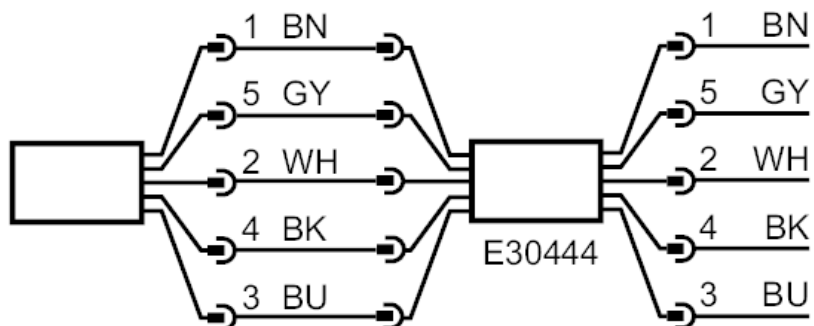 1 BN 1 BN
5 GY 5 GY
2 WH 2 WH
4 BK 4 BK
E30444
3 BU 3 BU